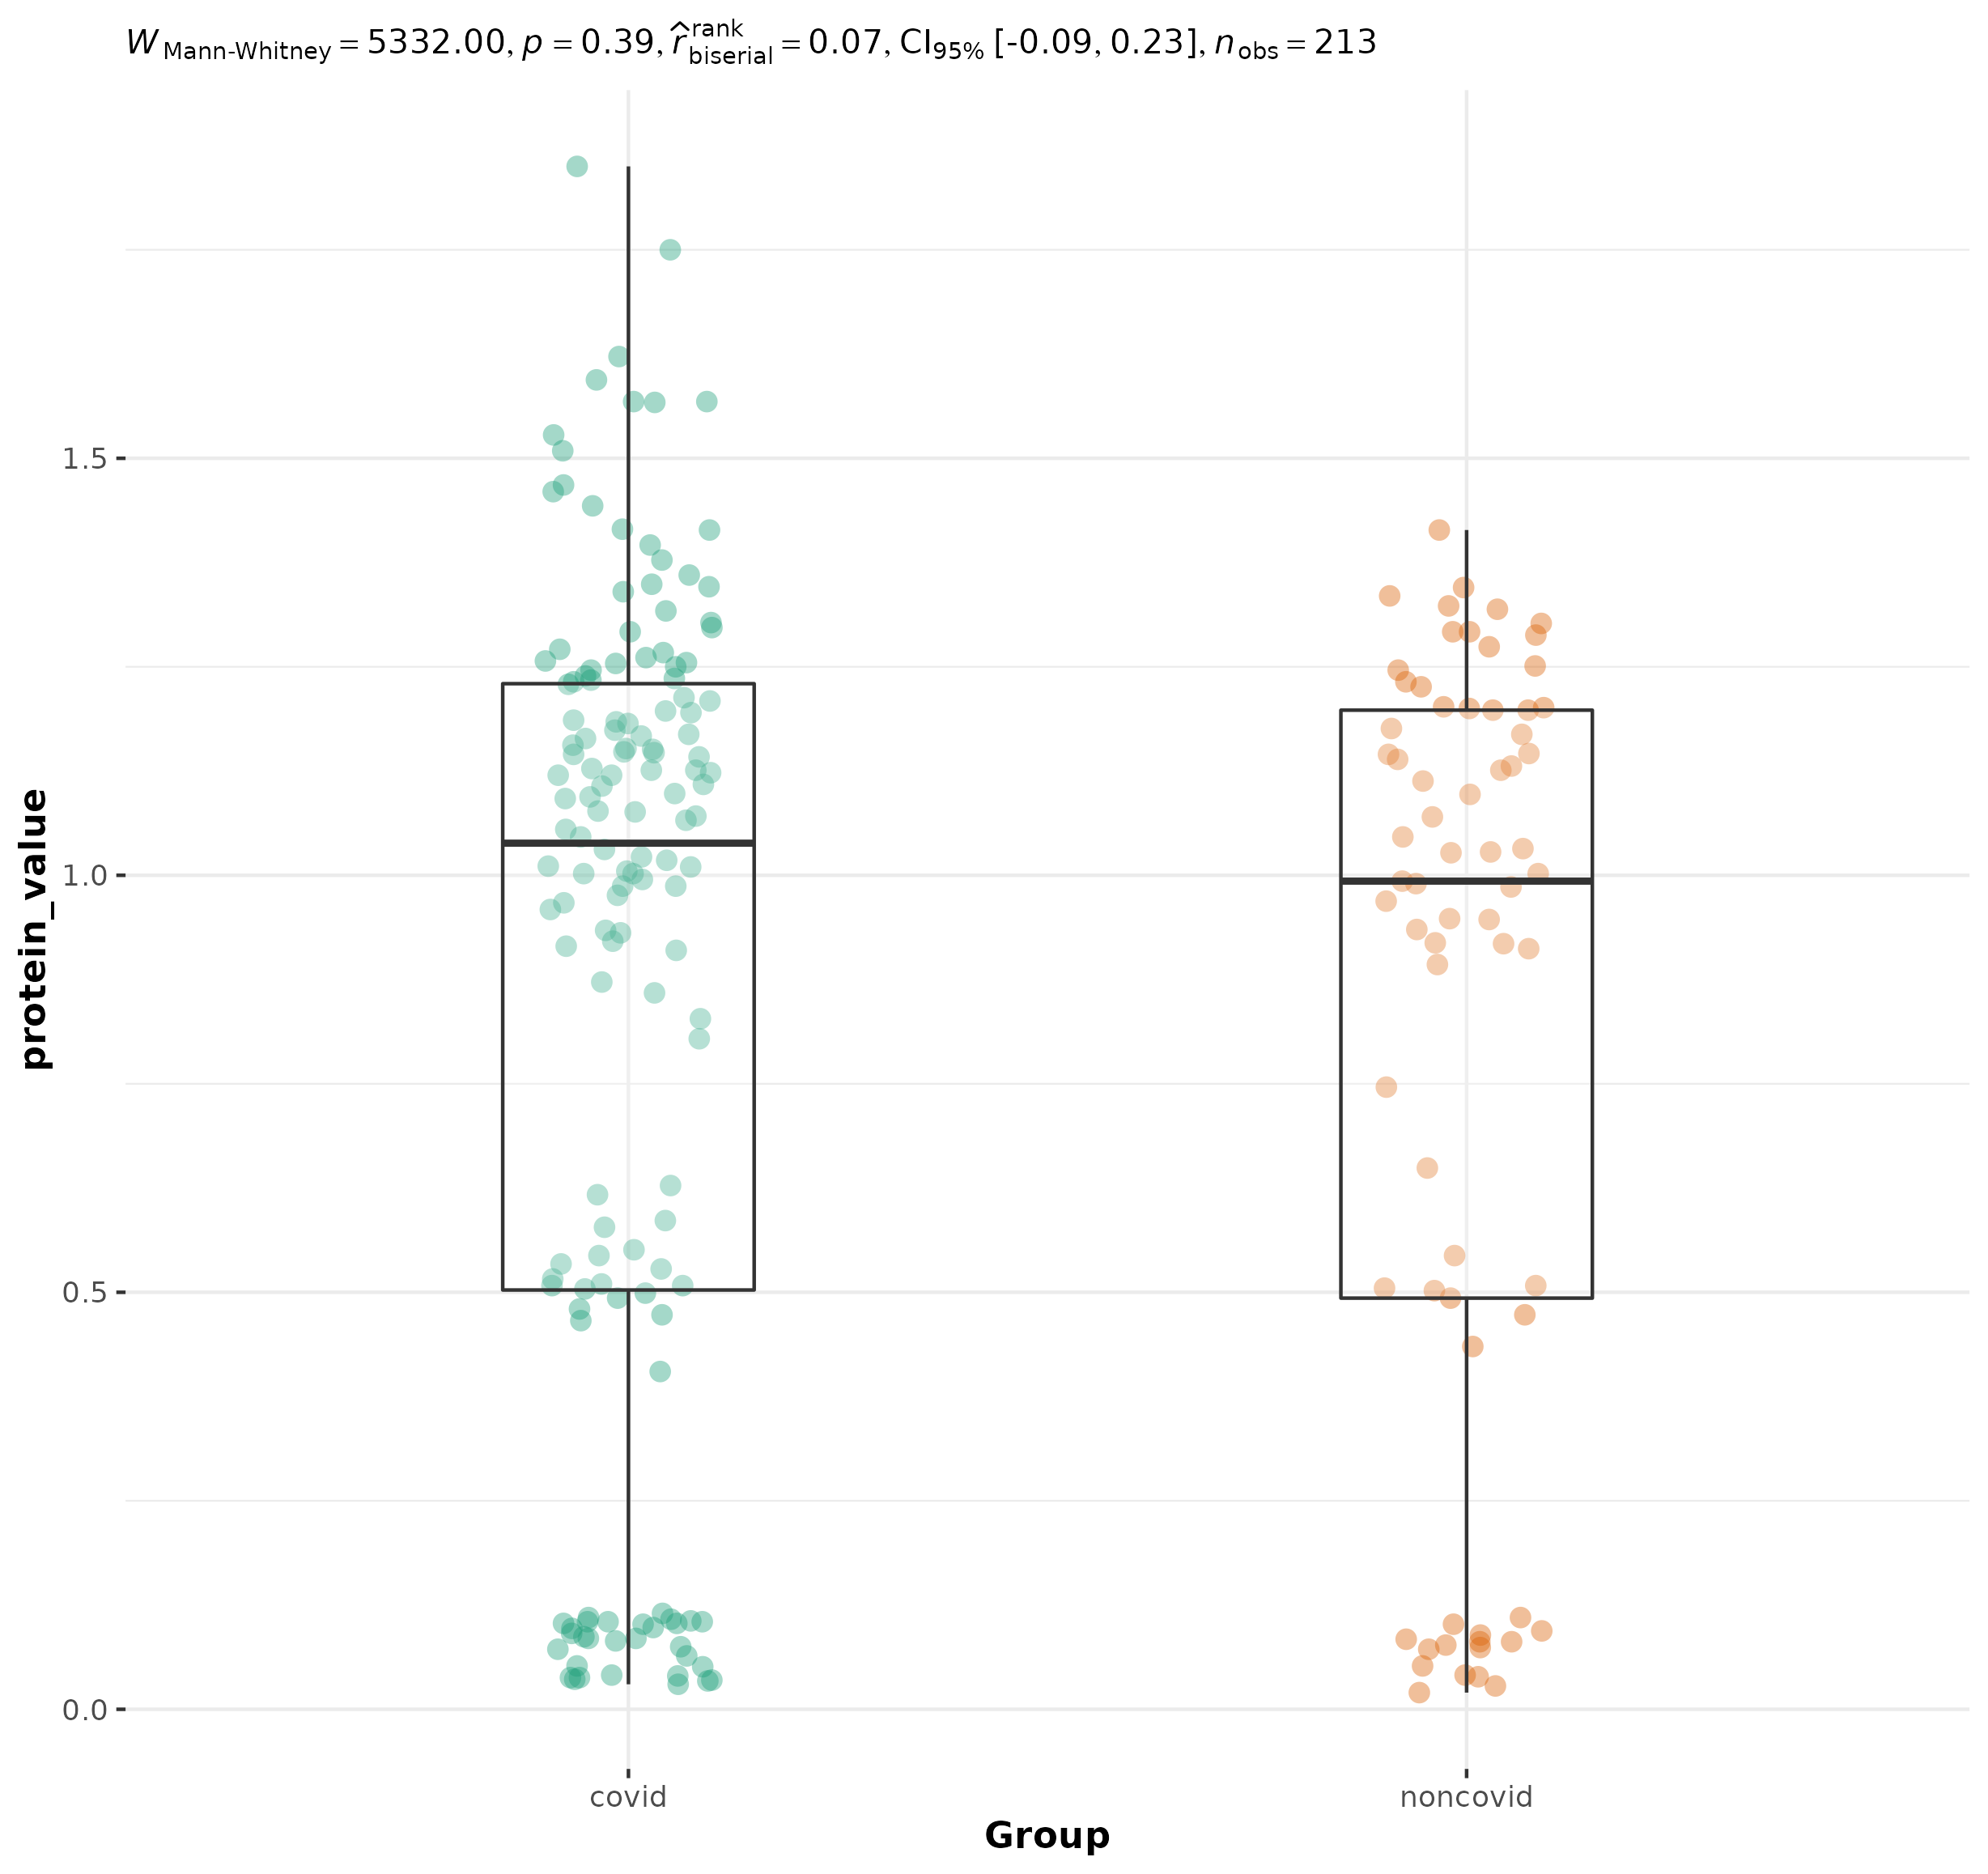 W Mann-Whitney = 5332.00, p = 0.39, r̂ rank biserial = 0.07, CI95% [-0.09, 0.23], n obs = 213
protein_value
1.5
1.0
0.5
0.0
covid noncovid
Group